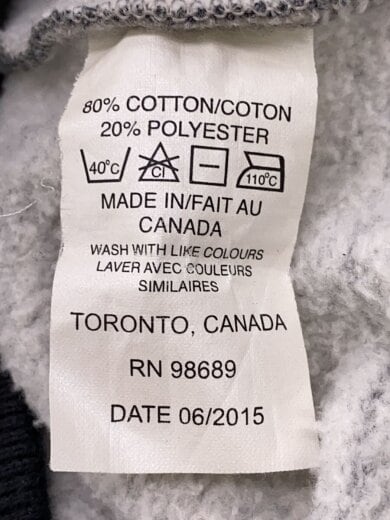 80% COTTON/COTON
20% POLYESTER
40°C Cl 110°C
MADE IN/FAIT AU
CANADA
WASH WITH LIKE COLOURS
LAVER AVEC COULEURS
SIMILAIRES
TORONTO, CANADA
RN 98689
DATE 06/2015